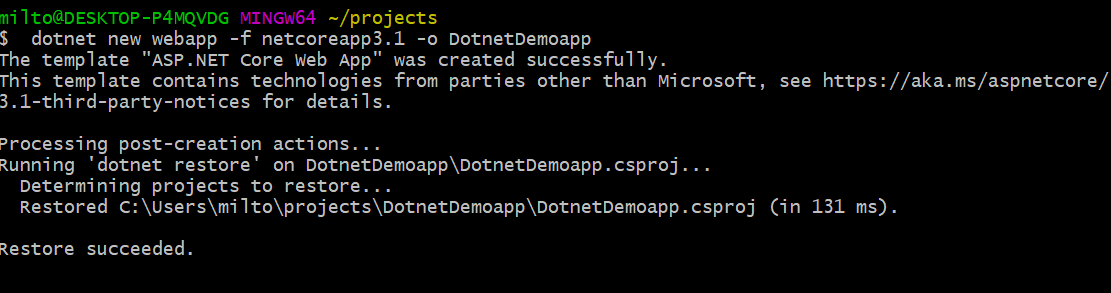 milto@DESKTOP-P4MQVDG MINGW64 ~/projects
$  dotnet new webapp -f netcoreapp3.1 -o DotnetDemoapp
The template "ASP.NET Core Web App" was created successfully.
This template contains technologies from parties other than Microsoft, see https://aka.ms/aspnetcore/
3.1-third-party-notices for details.
Processing post-creation actions...
Running 'dotnet restore' on DotnetDemoapp\DotnetDemoapp.csproj...
  Determining projects to restore...
  Restored C:\Users\milto\projects\DotnetDemoapp\DotnetDemoapp.csproj (in 131 ms).
Restore succeeded.